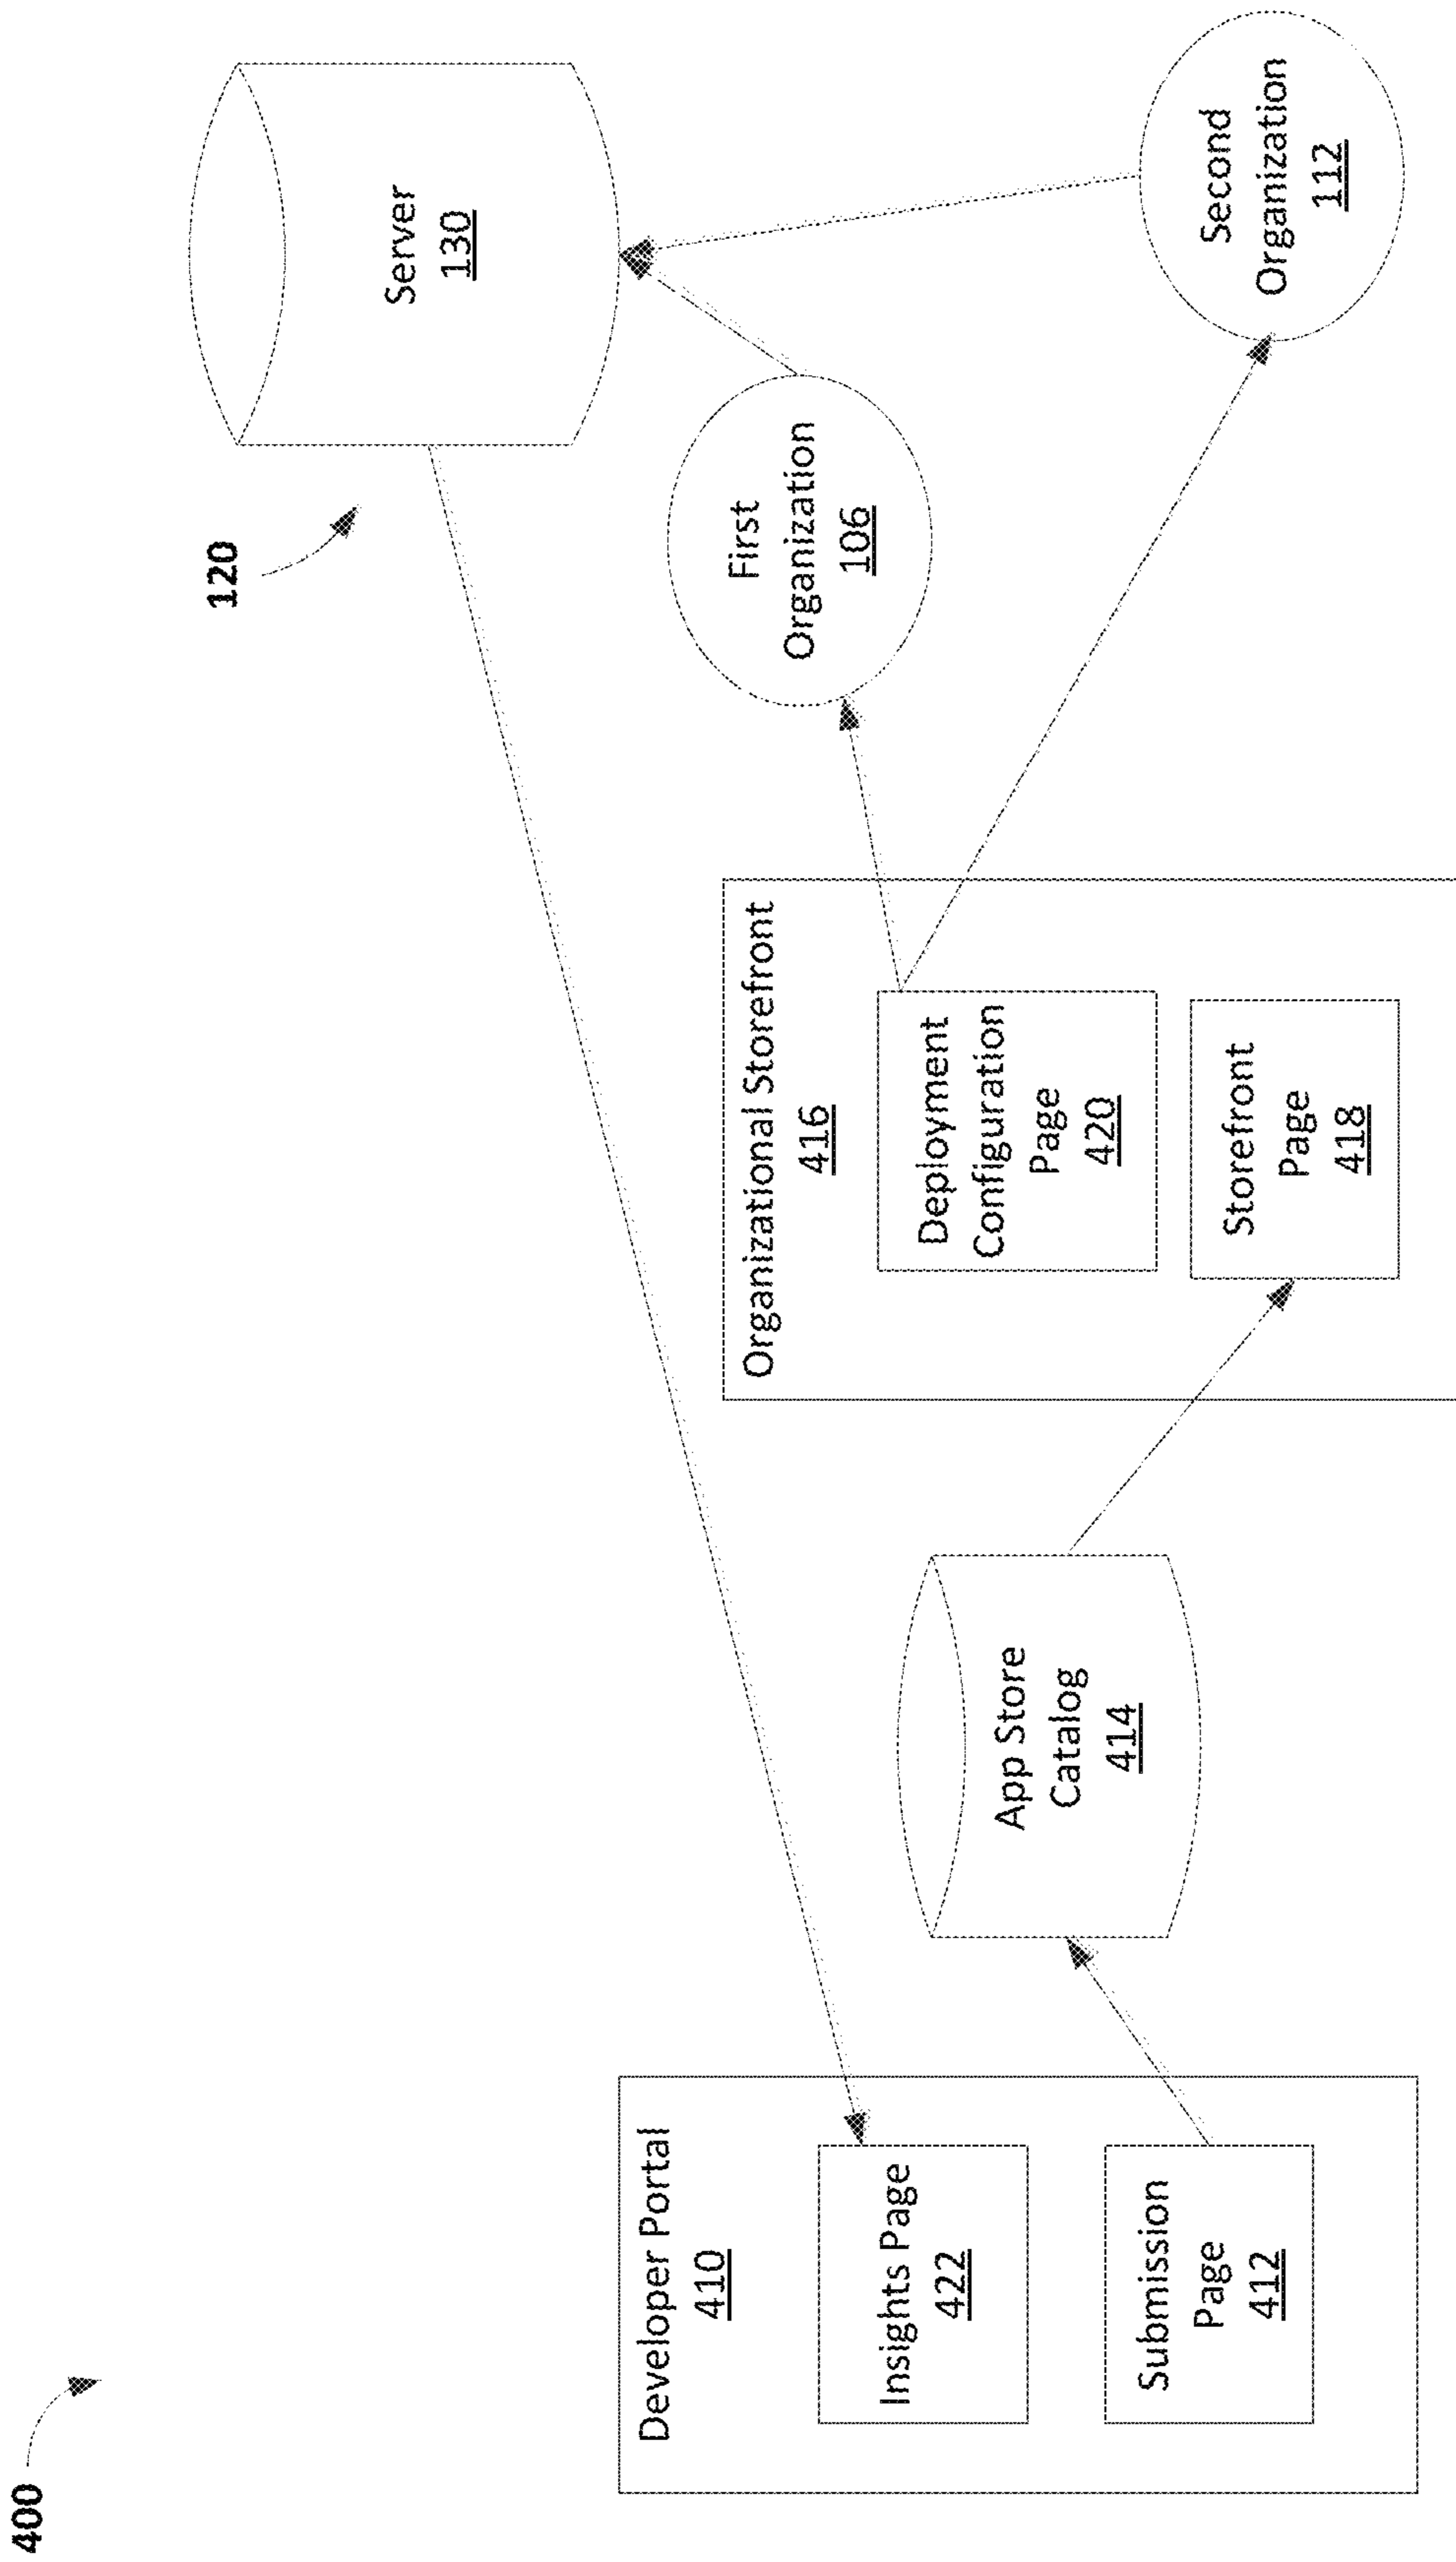 400
Developer Portal
410
Insights Page
422
Submission
Page
412
App Store
Catalog
414
Organizational Storefront
416
Deployment
Configuration
Page
420
Storefront
Page
418
First
Organization
106
Second
Organization
112
120
Server
130